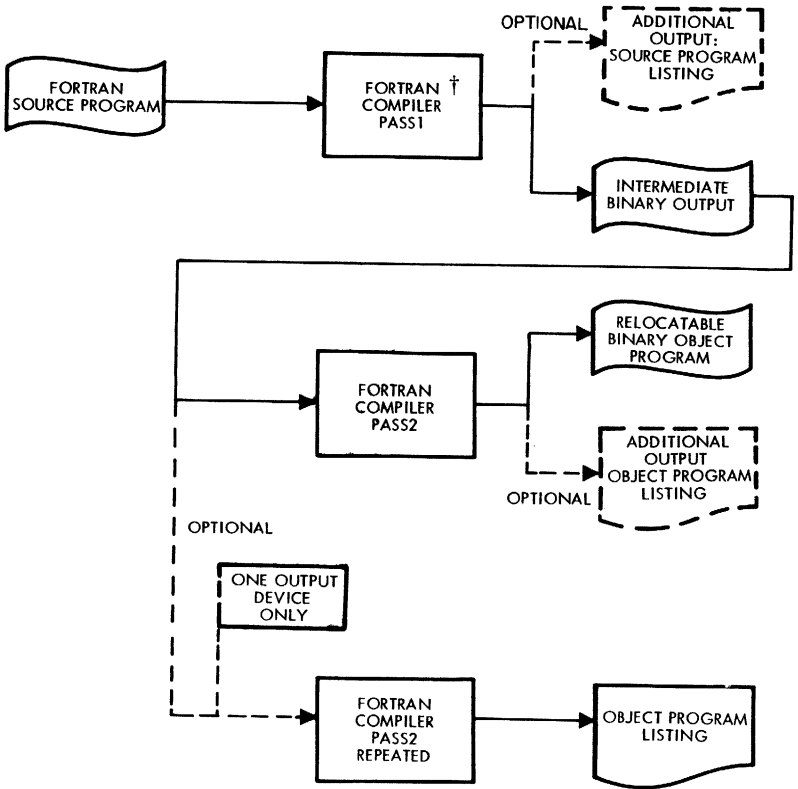 OPTIONAL
ADDITIONAL
OUTPUT:
SOURCE PROGRAM
LISTING
FORTRAN
SOURCE PROGRAM
FORTRAN †
COMPILER
PASS1
INTERMEDIATE
BINARY OUTPUT
RELOCATABLE
BINARY OBJECT
PROGRAM
FORTRAN
COMPILER
PASS2
ADDITIONAL
OUTPUT
OBJECT PROGRAM
LISTING
OPTIONAL
OPTIONAL
ONE OUTPUT
DEVICE
ONLY
FORTRAN
COMPILER
PASS2
REPEATED
OBJECT PROGRAM
LISTING